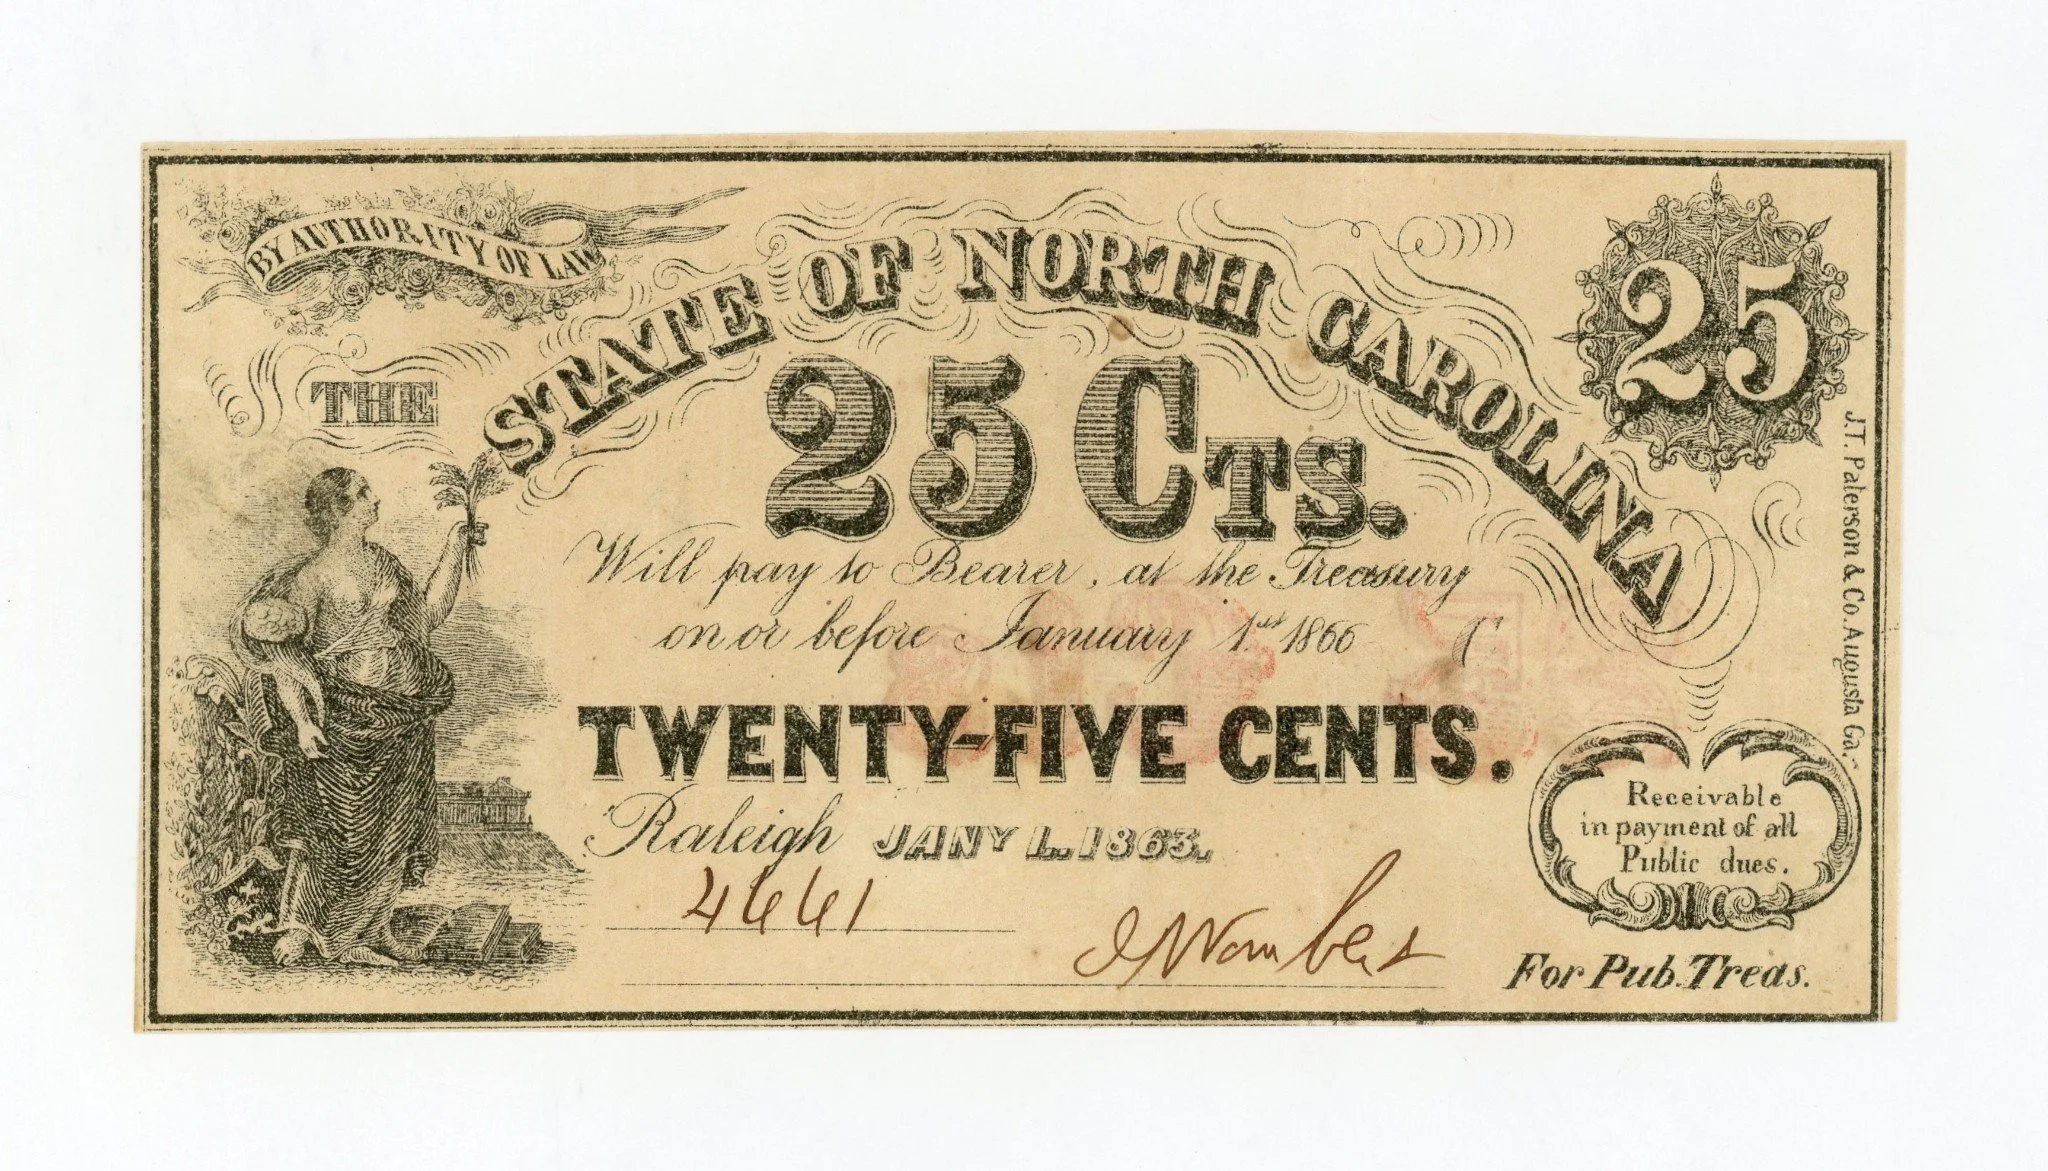 BY AUTHORITY OF LAW
THE
STATE OF NORTH CAROLINA
25
25 CTS.
Will pay to Bearer, at the Treasury
on or before January 1st 1866
TWENTY-FIVE CENTS.
Raleigh JANY 1. 1863.
4661
Receivable
in payment of all
Public dues.
For Pub. Treas.
J.T. Paterson & Co. Augusta Ga.